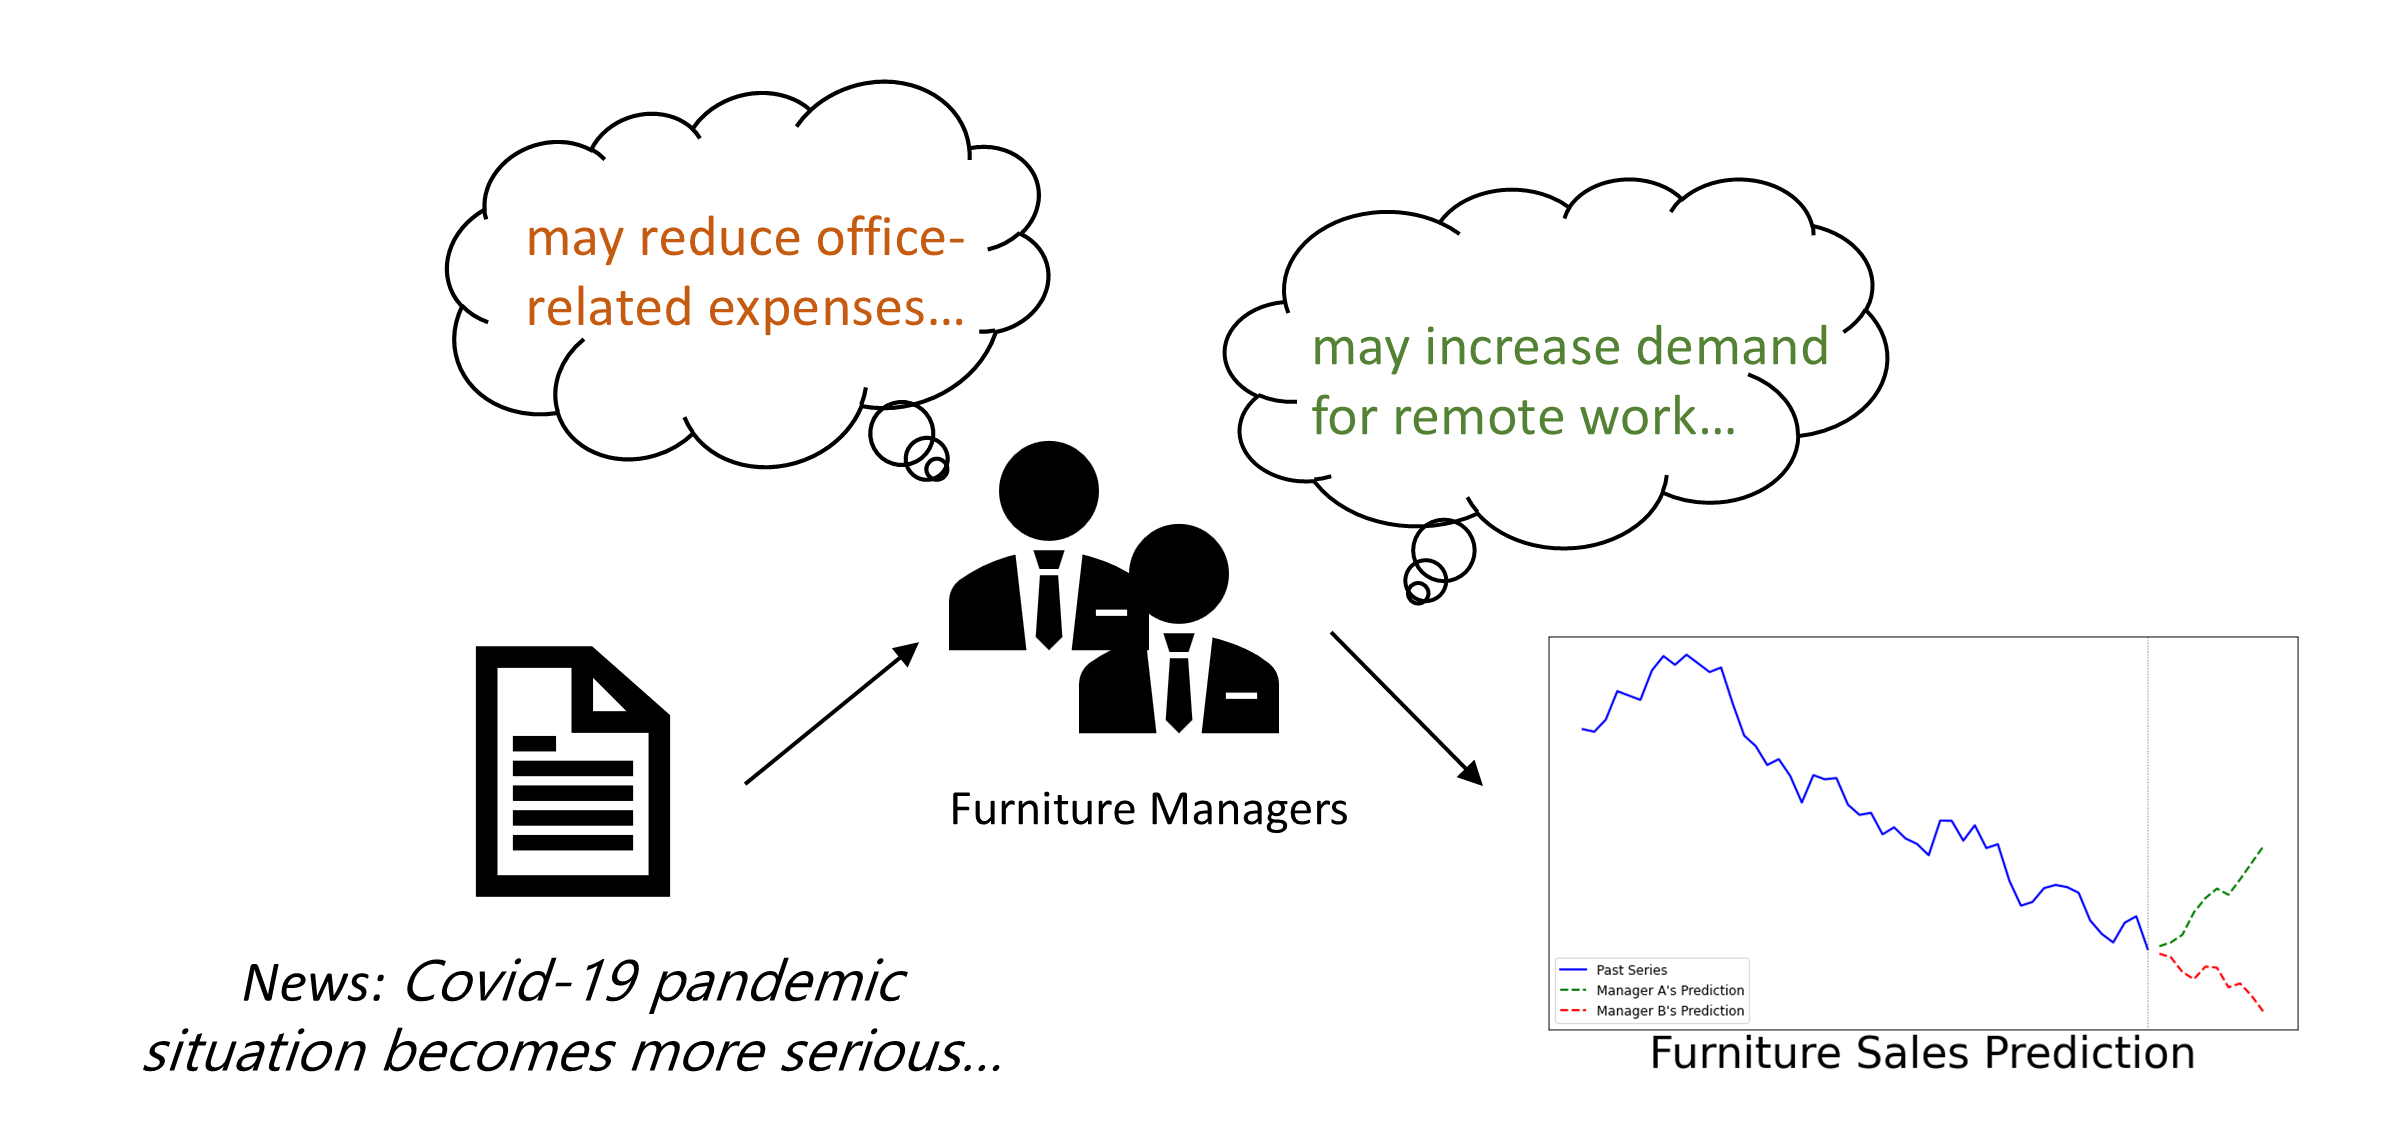 may reduce office-
related expenses...
may increase demand
for remote work...
Furniture Managers
News: Covid-19 pandemic
situation becomes more serious...
Past Series
Manager A's Prediction
Manager B's Prediction
Furniture Sales Prediction